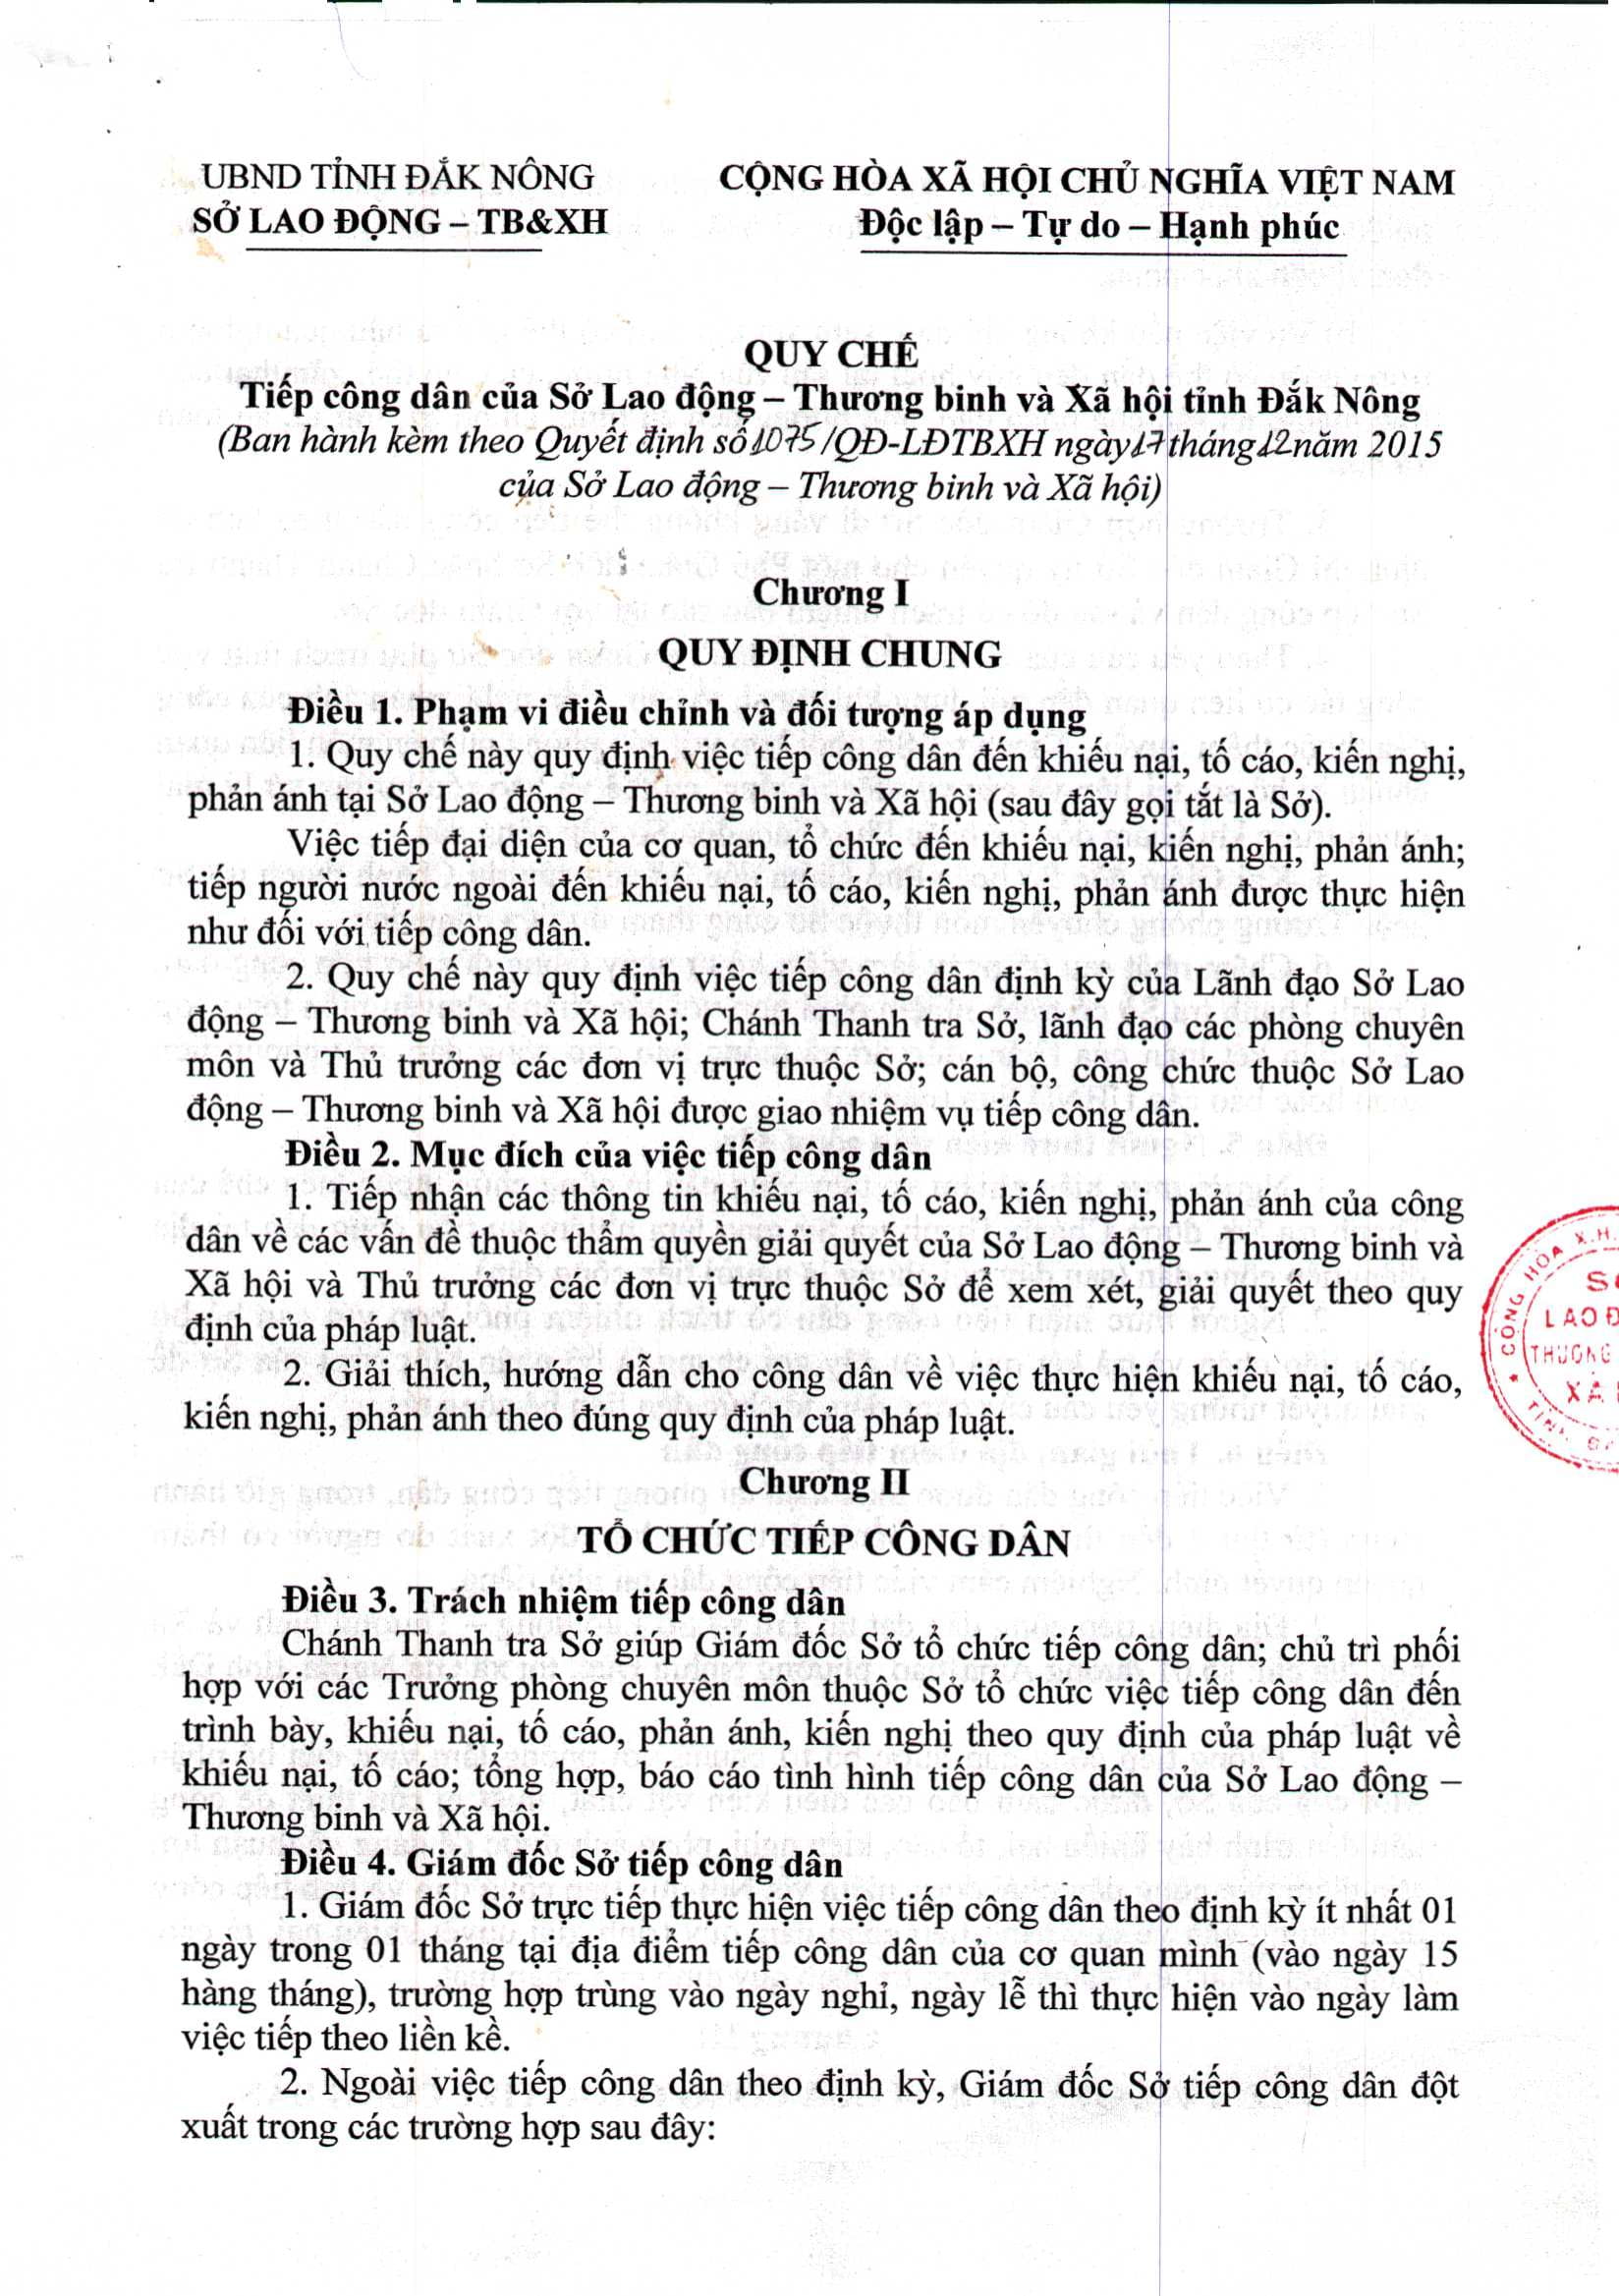 UBND TỈNH ĐẮK NÔNG
SỞ LAO ĐỘNG – TB&XH
CỘNG HÒA XÃ HỘI CHỦ NGHĨA VIỆT NAM
Độc lập – Tự do – Hạnh phúc
QUY CHẾ
Tiếp công dân của Sở Lao động – Thương binh và Xã hội tỉnh Đắk Nông
(Ban hành kèm theo Quyết định số 1075/QĐ-LĐTBXH ngày 17 tháng 12 năm 2015
của Sở Lao động – Thương binh và Xã hội)
Chương I
QUY ĐỊNH CHUNG
Điều 1. Phạm vi điều chỉnh và đối tượng áp dụng
1. Quy chế này quy định việc tiếp công dân đến khiếu nại, tố cáo, kiến nghị,
phản ánh tại Sở Lao động – Thương binh và Xã hội (sau đây gọi tắt là Sở).
Việc tiếp đại diện của cơ quan, tổ chức đến khiếu nại, kiến nghị, phản ánh;
tiếp người nước ngoài đến khiếu nại, tố cáo, kiến nghị, phản ánh được thực hiện
như đối với tiếp công dân.
2. Quy chế này quy định việc tiếp công dân định kỳ của Lãnh đạo Sở Lao
động – Thương binh và Xã hội; Chánh Thanh tra Sở, lãnh đạo các phòng chuyên
môn và Thủ trưởng các đơn vị trực thuộc Sở; cán bộ, công chức thuộc Sở Lao
động – Thương binh và Xã hội được giao nhiệm vụ tiếp công dân.
Điều 2. Mục đích của việc tiếp công dân
1. Tiếp nhận các thông tin khiếu nại, tố cáo, kiến nghị, phản ánh của công
dân về các vấn đề thuộc thẩm quyền giải quyết của Sở Lao động – Thương binh và
Xã hội và Thủ trưởng các đơn vị trực thuộc Sở để xem xét, giải quyết theo quy
định của pháp luật.
2. Giải thích, hướng dẫn cho công dân về việc thực hiện khiếu nại, tố cáo,
kiến nghị, phản ánh theo đúng quy định của pháp luật.
CỘNG HÒA X.H.
LAO Đ
THƯƠNG
XÃ
TỈNH
Chương II
TỔ CHỨC TIẾP CÔNG DÂN
Điều 3. Trách nhiệm tiếp công dân
Chánh Thanh tra Sở giúp Giám đốc Sở tổ chức tiếp công dân; chủ trì phối
hợp với các Trưởng phòng chuyên môn thuộc Sở tổ chức việc tiếp công dân đến
trình bày, khiếu nại, tố cáo, phản ánh, kiến nghị theo quy định của pháp luật về
khiếu nại, tố cáo; tổng hợp, báo cáo tình hình tiếp công dân của Sở Lao động –
Thương binh và Xã hội.
Điều 4. Giám đốc Sở tiếp công dân
1. Giám đốc Sở trực tiếp thực hiện việc tiếp công dân theo định kỳ ít nhất 01
ngày trong 01 tháng tại địa điểm tiếp công dân của cơ quan mình (vào ngày 15
hàng tháng), trường hợp trùng vào ngày nghỉ, ngày lễ thì thực hiện vào ngày làm
việc tiếp theo liền kề.
2. Ngoài việc tiếp công dân theo định kỳ, Giám đốc Sở tiếp công dân đột
xuất trong các trường hợp sau đây: